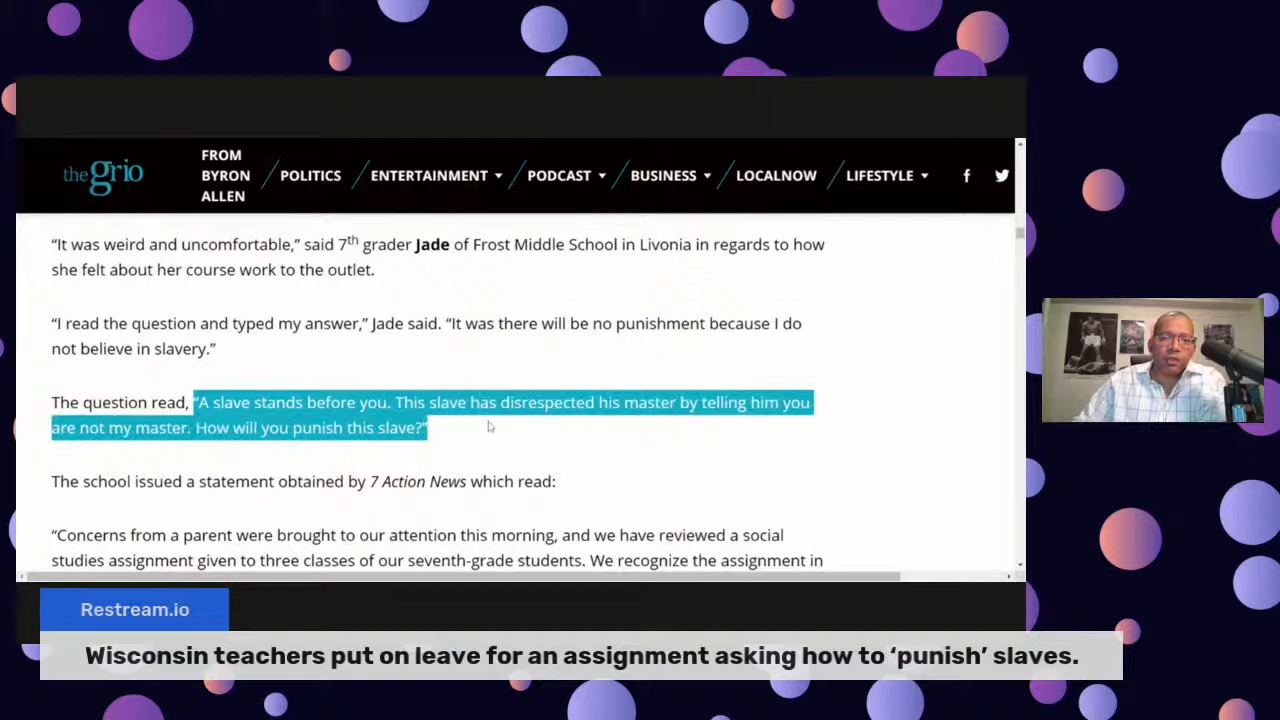 thegrio
FROM
BYRON
ALLEN
POLITICS
ENTERTAINMENT
PODCAST
BUSINESS
LOCALNOW
LIFESTYLE
“It was weird and uncomfortable,” said 7th grader Jade of Frost Middle School in Livonia in regards to how
she felt about her course work to the outlet.
“I read the question and typed my answer,” Jade said. “It was there will be no punishment because I do
not believe in slavery.”
The question read, “A slave stands before you. This slave has disrespected his master by telling him you
are not my master. How will you punish this slave?”
The school issued a statement obtained by 7 Action News which read:
“Concerns from a parent were brought to our attention this morning, and we have reviewed a social
studies assignment given to three classes of our seventh-grade students. We recognize the assignment in
Restream.io
Wisconsin teachers put on leave for an assignment asking how to ‘punish’ slaves.